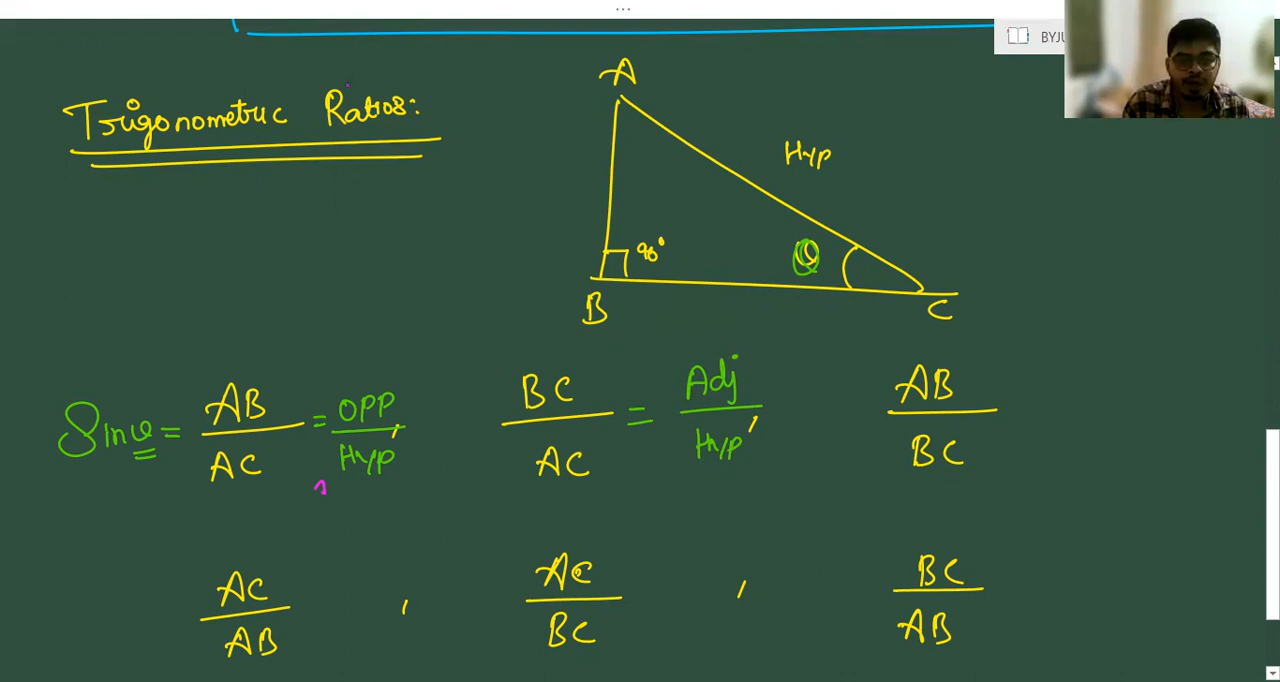 BYJU
Trigonometric Ratios:
A
Hyp
90°
θ
B
C
Sinθ = AB/AC = OPP/Hyp, BC/AC = Adj/Hyp, AB/BC
AC/AB, AC/BC, BC/AB